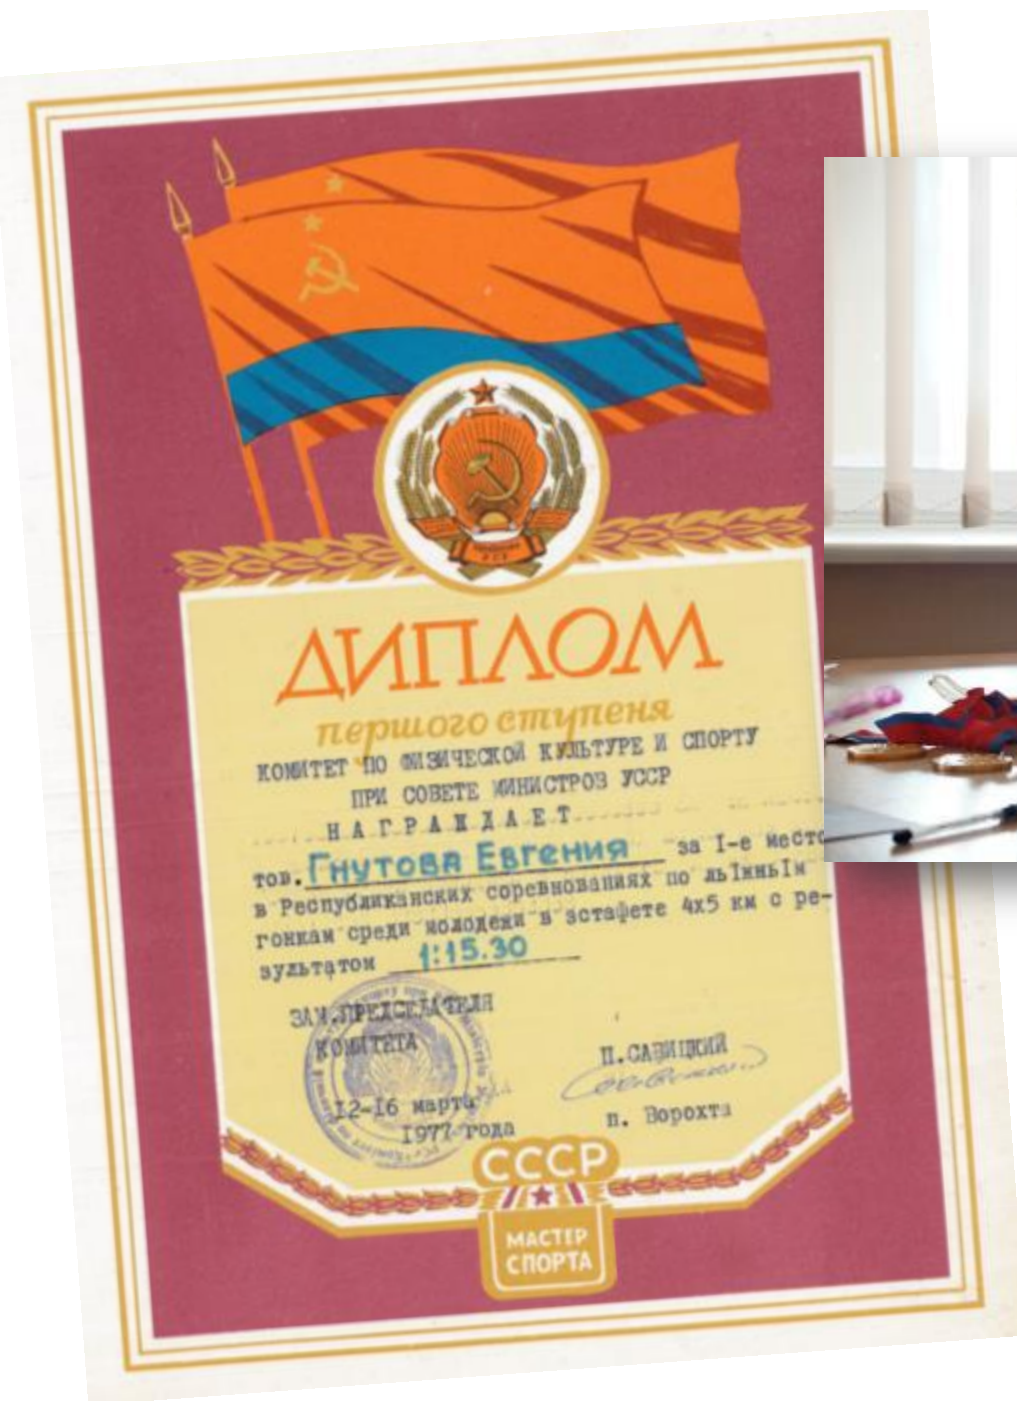 ДИПЛОМ
першого ступеня
КОМИТЕТ ПО ФИЗИЧЕСКОЙ КУЛЬТУРЕ И СПОРТУ
ПРИ СОВЕТЕ МИНИСТРОВ УССР
НАГРАЖДАЕТ
тов. Гнутова Евгения за I-е место
в Республиканских соревнованиях по лыжным
гонкам среди молодежи в эстафете 4х5 км с ре-
зультатом 1:15.30
ЗАМ.ПРЕДСЕДАТЕЛЯ
КОМИТЕТА
П.САВИЦКИЙ
12-16 марта
п. Ворохта
1977 года
СССР
МАСТЕР
СПОРТА